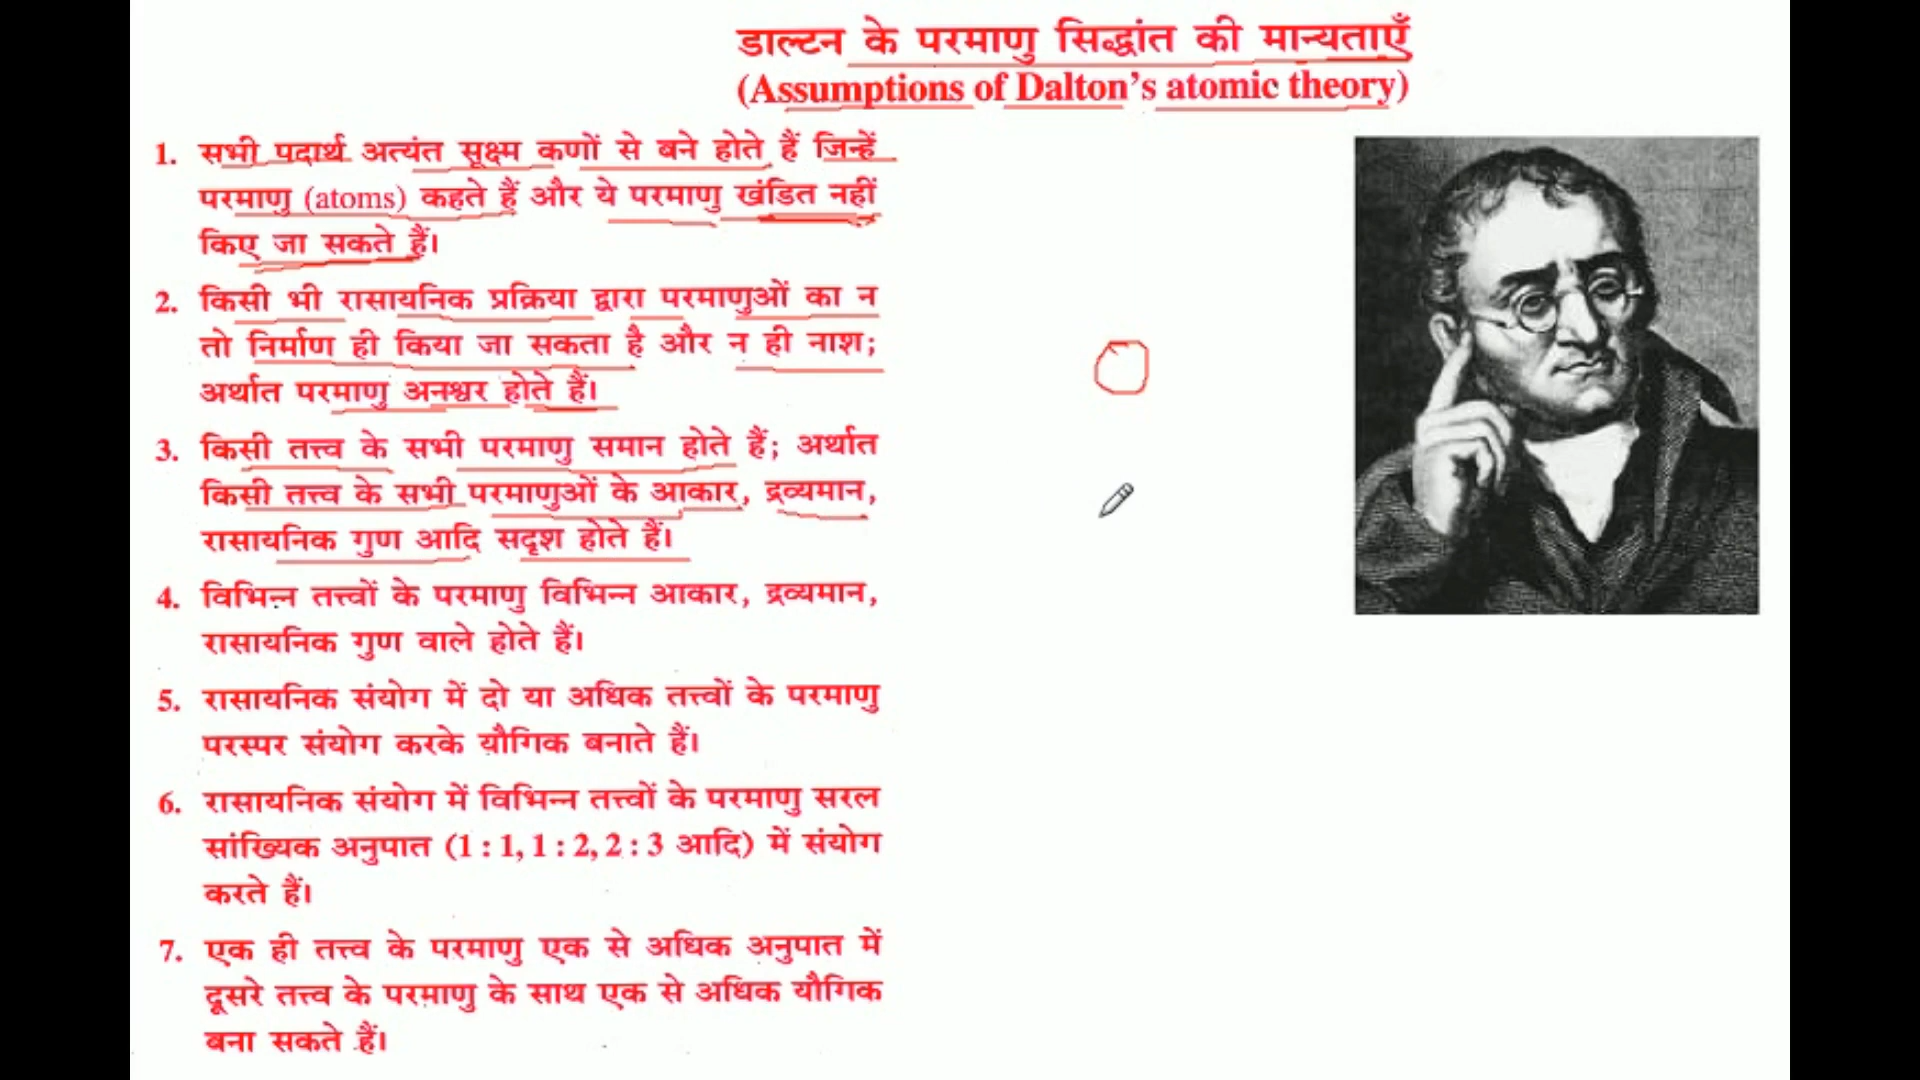 डाल्टन के परमाणु सिद्धांत की मान्यताएँ
(Assumptions of Dalton's atomic theory)
1. सभी पदार्थ अत्यंत सूक्ष्म कणों से बने होते हैं जिन्हें
परमाणु (atoms) कहते हैं और ये परमाणु खंडित नहीं
किए जा सकते हैं।
2. किसी भी रासायनिक प्रक्रिया द्वारा परमाणुओं का न
तो निर्माण ही किया जा सकता है और न ही नाश;
अर्थात परमाणु अनश्वर होते हैं।
3. किसी तत्त्व के सभी परमाणु समान होते हैं; अर्थात
किसी तत्त्व के सभी परमाणुओं के आकार, द्रव्यमान,
रासायनिक गुण आदि सदृश होते हैं।
4. विभिन्न तत्त्वों के परमाणु विभिन्न आकार, द्रव्यमान,
रासायनिक गुण वाले होते हैं।
5. रासायनिक संयोग में दो या अधिक तत्त्वों के परमाणु
परस्पर संयोग करके यौगिक बनाते हैं।
6. रासायनिक संयोग में विभिन्न तत्त्वों के परमाणु सरल
सांख्यिक अनुपात (1 : 1, 1 : 2, 2 : 3 आदि) में संयोग
करते हैं।
7. एक ही तत्त्व के परमाणु एक से अधिक अनुपात में
दूसरे तत्त्व के परमाणु के साथ एक से अधिक यौगिक
बना सकते हैं।